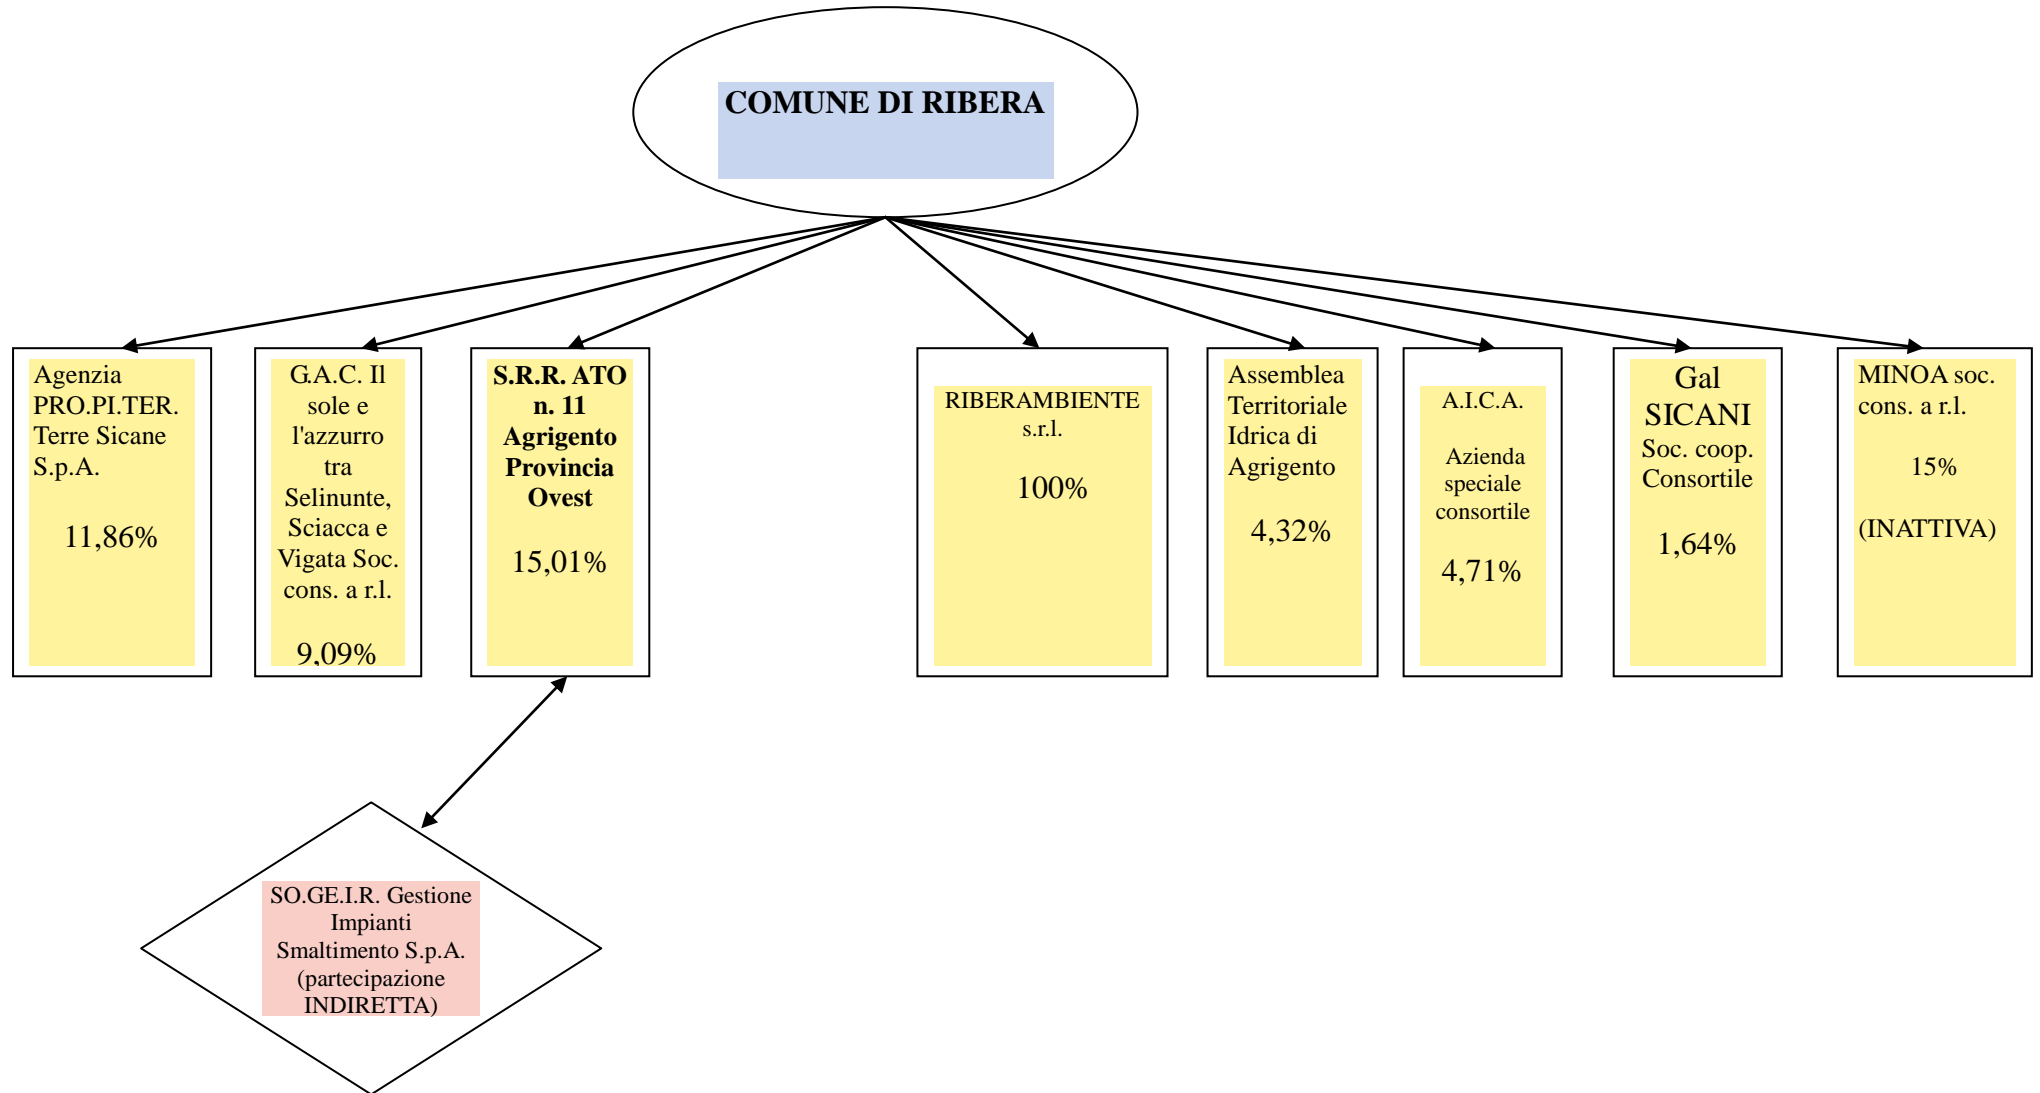 COMUNE DI RIBERA
Agenzia
PRO.PI.TER.
Terre Sicane
S.p.A.
11,86%
G.A.C. Il
sole e
l'azzurro
tra
Selinunte,
Sciacca e
Vigata Soc.
cons. a r.l.
9,09%
S.R.R. ATO
n. 11
Agrigento
Provincia
Ovest
15,01%
RIBERAMBIENTE
s.r.l.
100%
Assemblea
Territoriale
Idrica di
Agrigento
4,32%
A.I.C.A.
Azienda
speciale
consortile
4,71%
Gal
SICANI
Soc. coop.
Consortile
1,64%
MINOA soc.
cons. a r.l.
15%
(INATTIVA)
SO.GE.I.R. Gestione
Impianti
Smaltimento S.p.A.
(partecipazione
INDIRETTA)